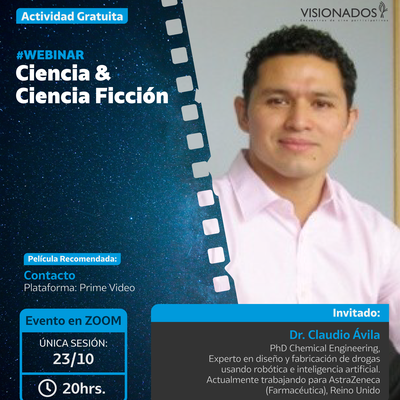 Actividad Gratuita
VISIONADOS
#WEBINAR
Ciencia &
Ciencia Ficción
Película Recomendada:
Contacto
Plataforma: Prime Video
Evento en ZOOM
ÚNICA SESIÓN:
23/10
20hrs.
Invitado:
Dr. Claudio Ávila
PhD Chemical Engineering,
Experto en diseño y fabricación de drogas
usando robótica e inteligencia artificial.
Actualmente trabajando para AstraZeneca
(Farmacéutica), Reino Unido